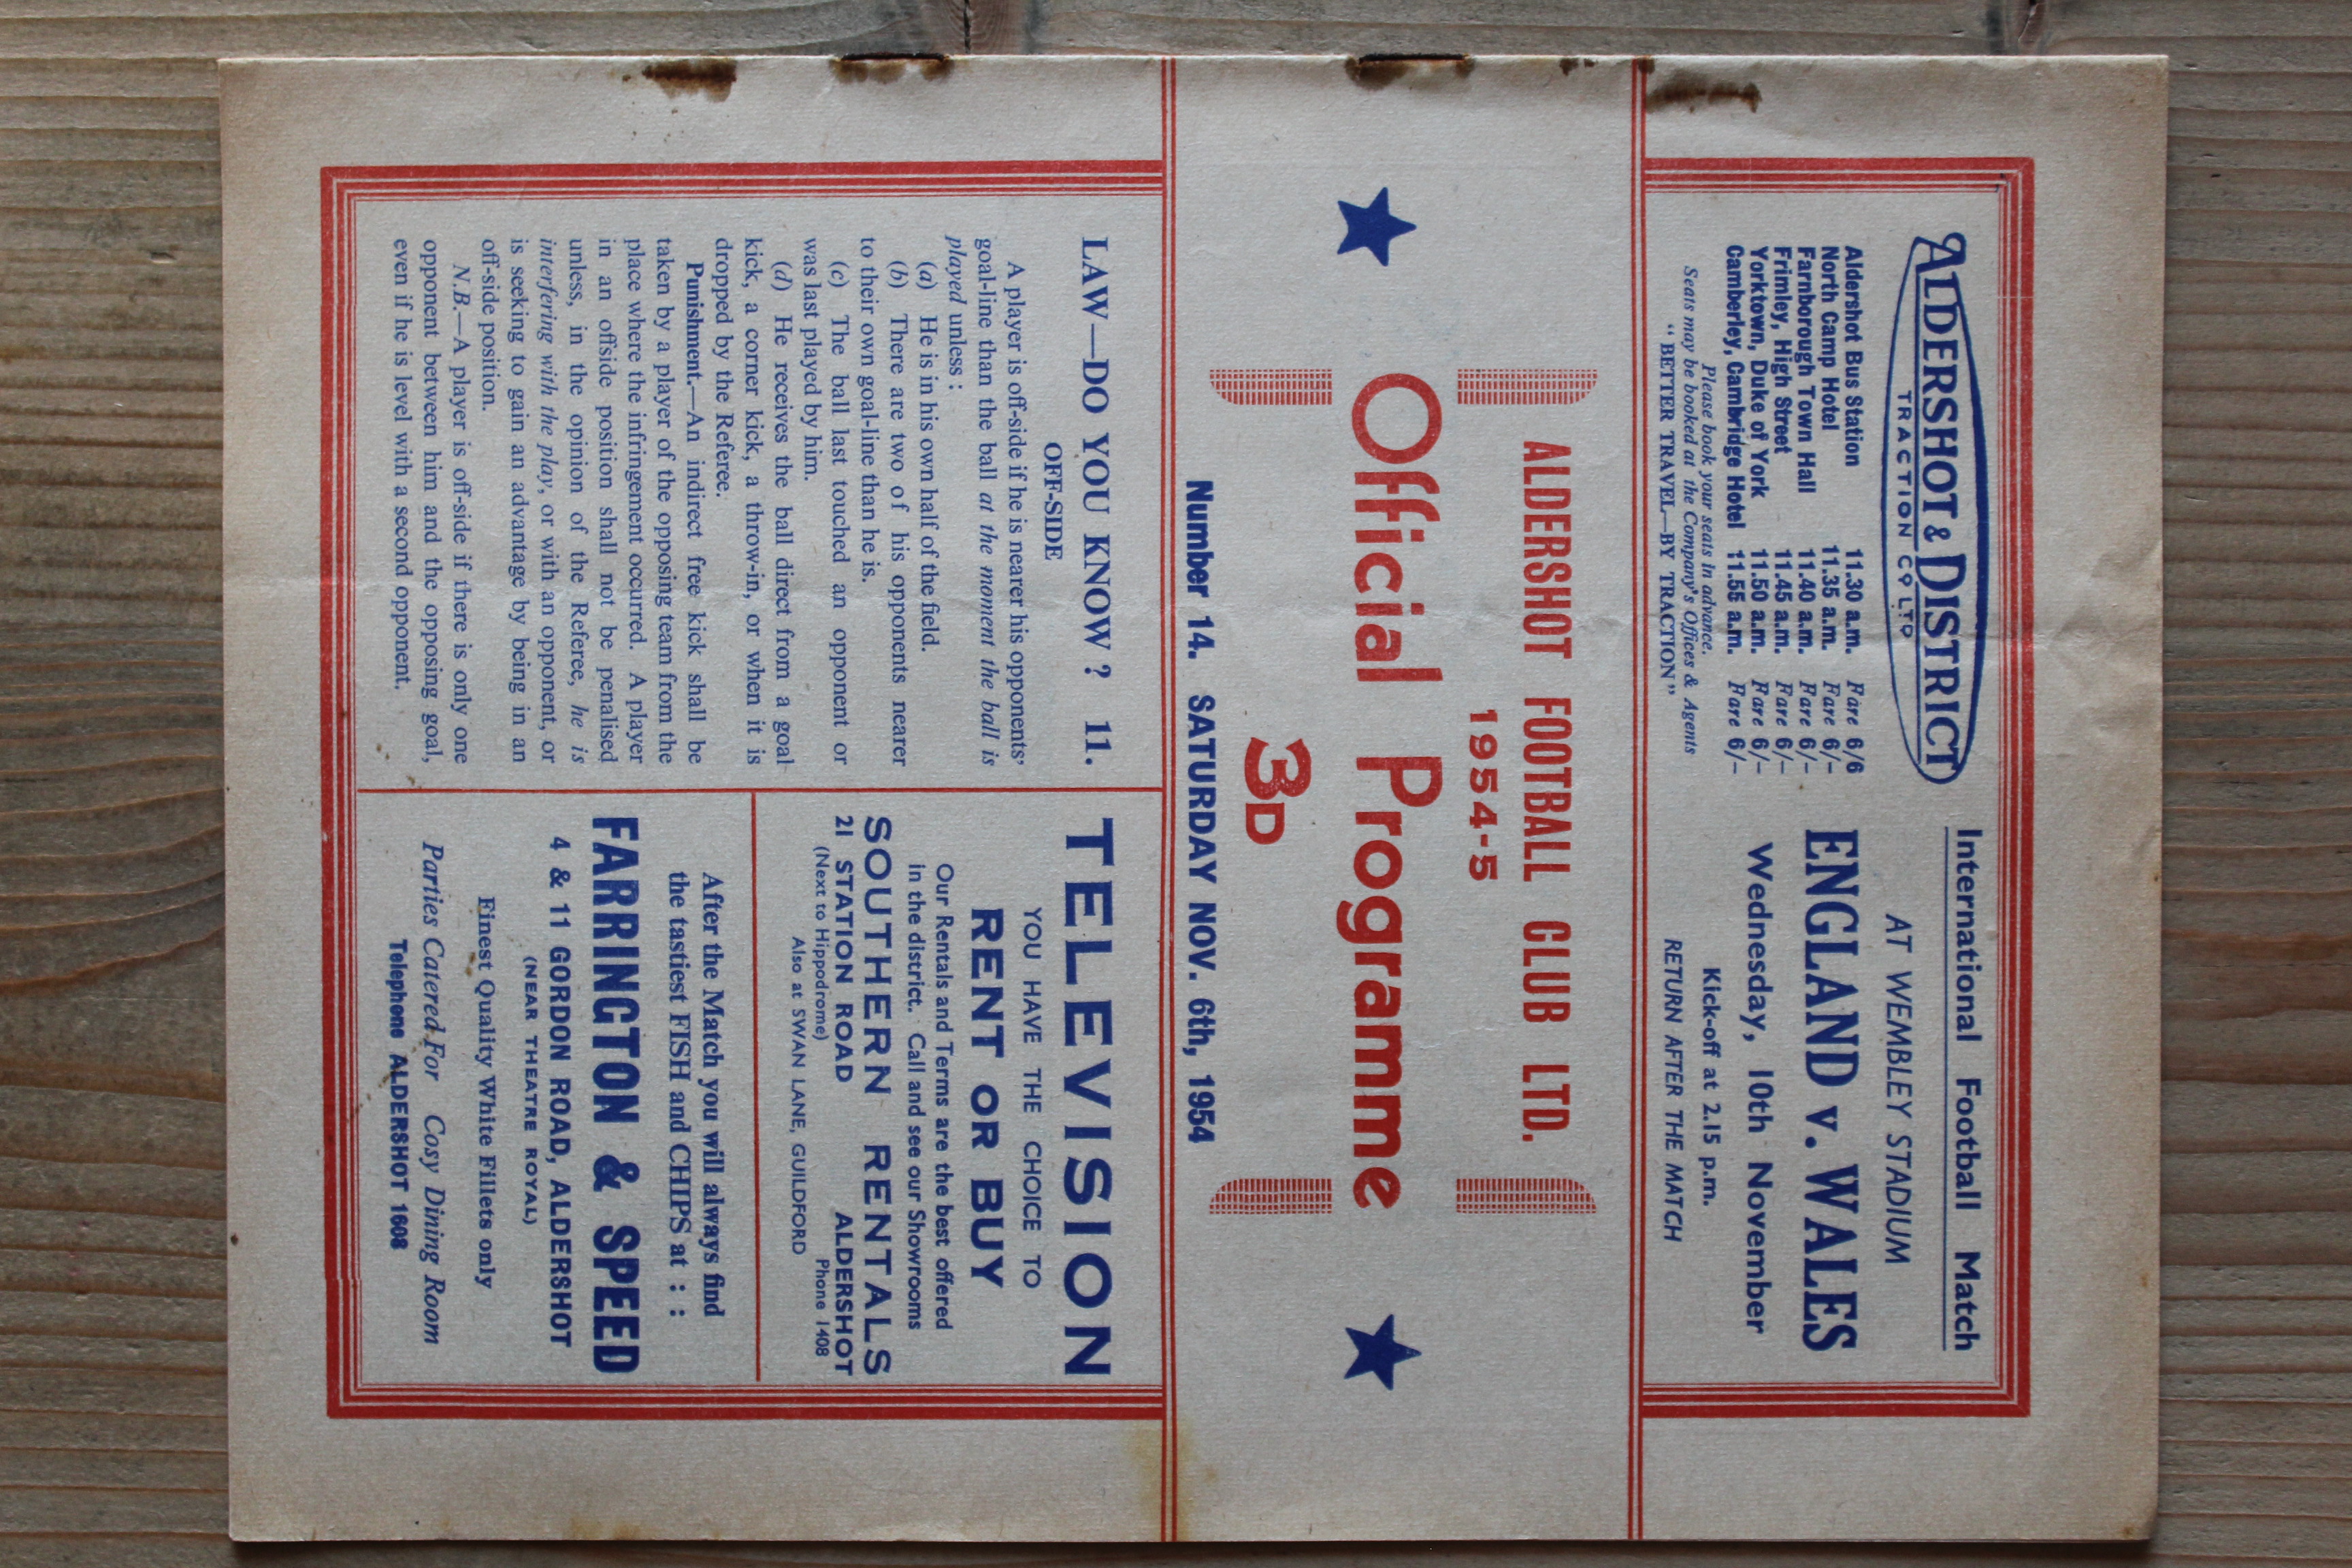 ALDERSHOT & DISTRICT
TRACTION CO LTD
Aldershot Bus Station 11.30 a.m. Fare 6/6
North Camp Hotel 11.35 a.m. Fare 6/-
Farnborough Town Hall 11.40 a.m. Fare 6/-
Frimley, High Street 11.45 a.m. Fare 6/-
Yorktown, Duke of York 11.50 a.m. Fare 6/-
Camberley, Cambridge Hotel 11.55 a.m. Fare 6/-
Please book your seats in advance.
Seats may be booked at the Company's Offices & Agents
"BETTER TRAVEL—BY TRACTION"
International Football Match
AT WEMBLEY STADIUM
ENGLAND v. WALES
Wednesday, 10th November
Kick-off at 2.15 p.m.
RETURN AFTER THE MATCH
ALDERSHOT FOOTBALL CLUB LTD.
1954-5
Official Programme
3D
Number 14. SATURDAY NOV. 6th, 1954
LAW—DO YOU KNOW? 11.
OFF-SIDE
A player is off-side if he is nearer his opponents'
goal-line than the ball at the moment the ball is
played unless :
(a) He is in his own half of the field.
(b) There are two of his opponents nearer
to their own goal-line than he is.
(c) The ball last touched an opponent or
was last played by him.
(d) He receives the ball direct from a goal-
kick, a corner kick, a throw-in, or when it is
dropped by the Referee.
Punishment.—An indirect free kick shall be
taken by a player of the opposing team from the
place where the infringement occurred. A player
in an offside position shall not be penalised
unless, in the opinion of the Referee, he is
interfering with the play, or with an opponent, or
is seeking to gain an advantage by being in an
off-side position.
N.B.—A player is off-side if there is only one
opponent between him and the opposing goal,
even if he is level with a second opponent.
TELEVISION
YOU HAVE THE CHOICE TO
RENT OR BUY
Our Rentals and Terms are the best offered
in the district. Call and see our Showrooms
SOUTHERN RENTALS
21 STATION ROAD ALDERSHOT
(Next to Hippodrome) Phone 1408
Also at SWAN LANE, GUILDFORD
After the Match you will always find
the tastiest FISH and CHIPS at : :
FARRINGTON & SPEED
4 & 11 GORDON ROAD, ALDERSHOT
(NEAR THEATRE ROYAL)
Finest Quality White Fillets only
Parties Catered For Cosy Dining Room
Telephone ALDERSHOT 1608